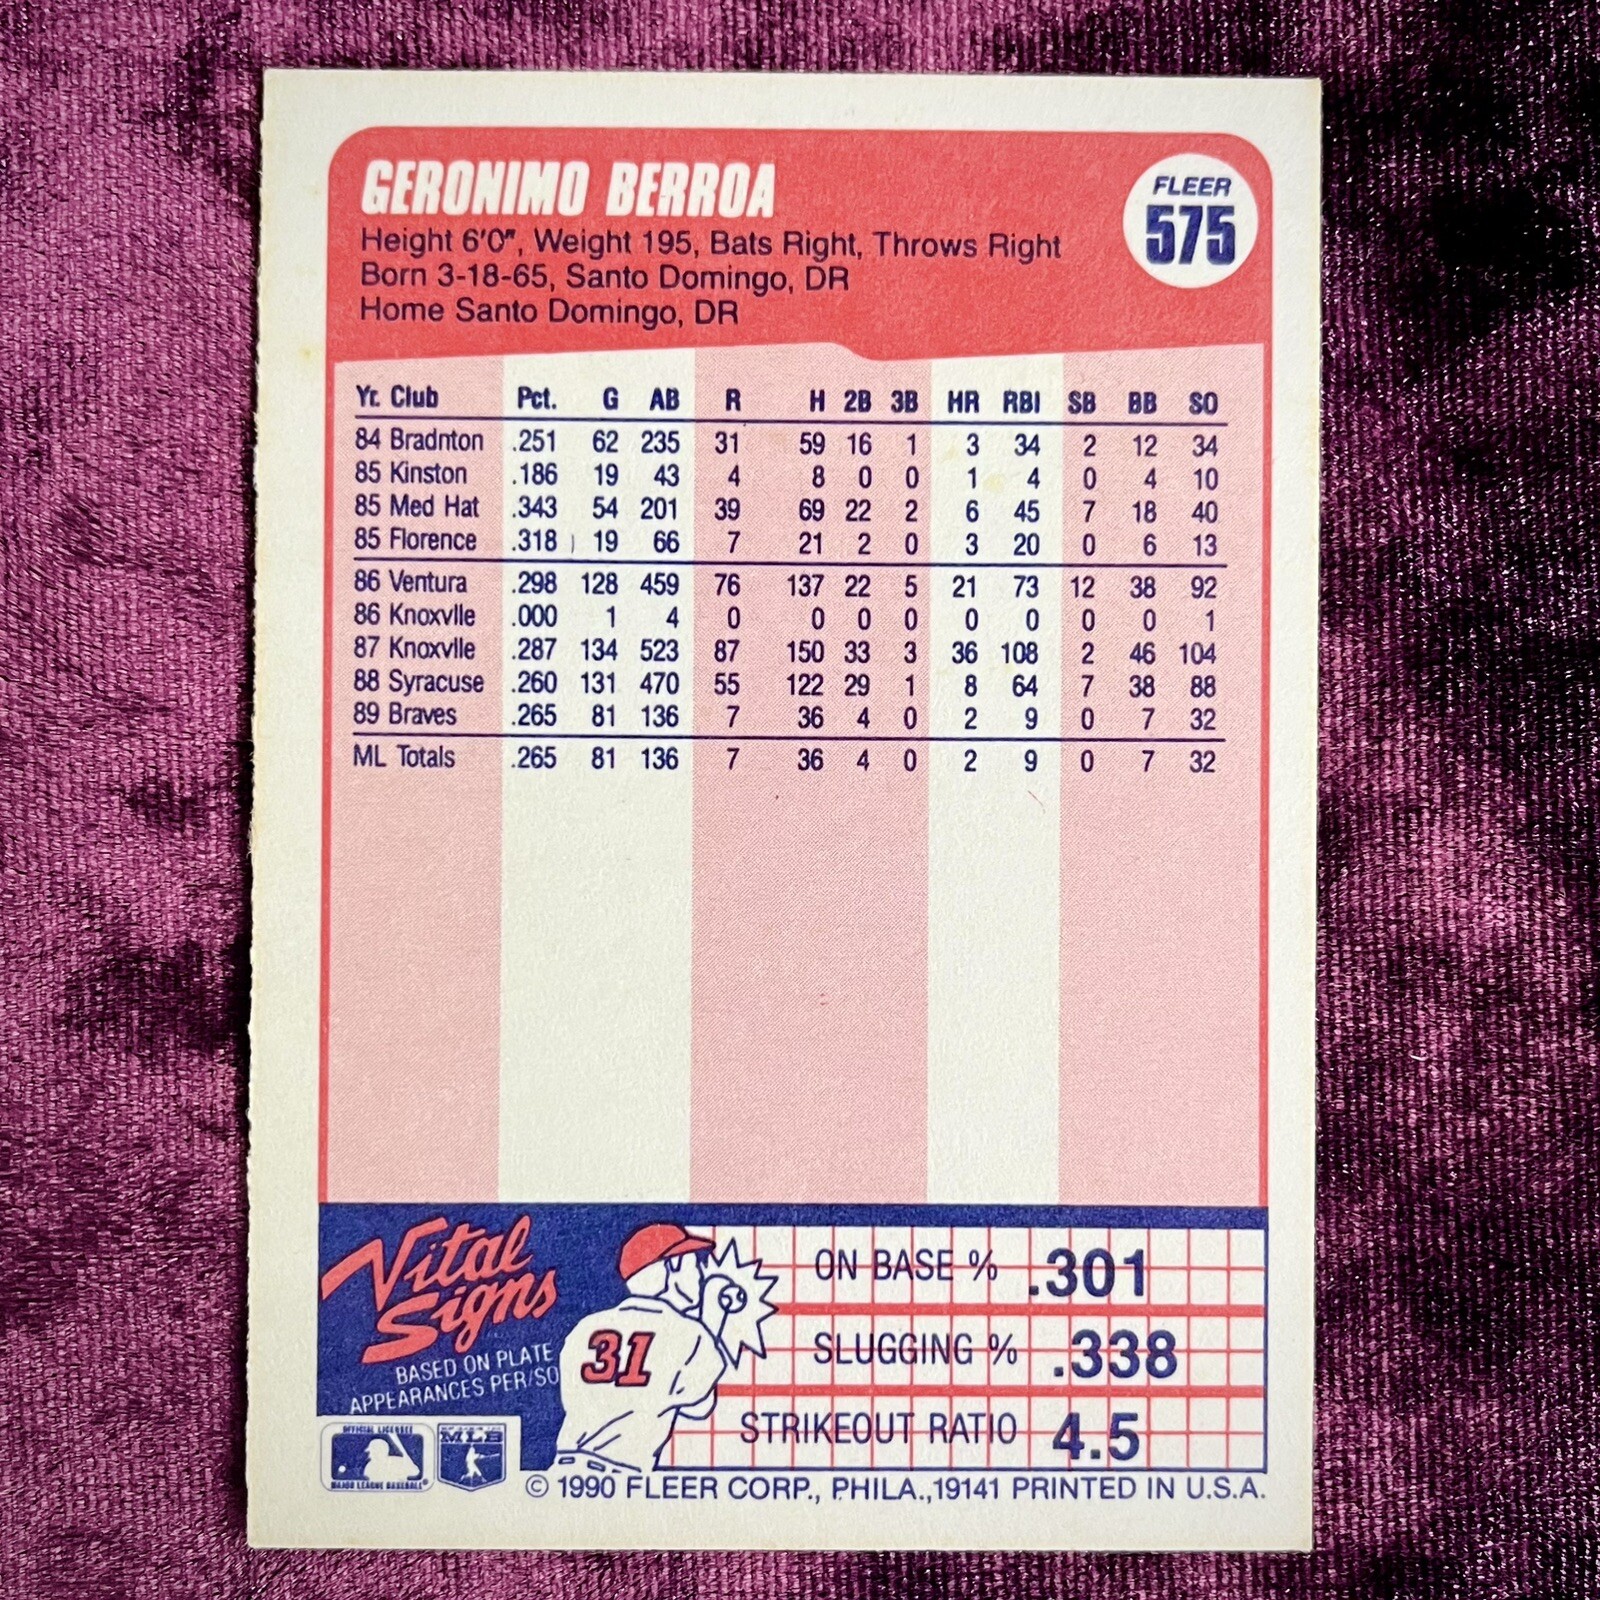 GERONIMO BERROA
FLEER
575
Height 6'0", Weight 195, Bats Right, Throws Right
Born 3-18-65, Santo Domingo, DR
Home Santo Domingo, DR
Yr. Club Pct. G AB R H 2B 3B HR RBI SB BB SO
84 Bradnton .251 62 235 31 59 16 1 3 34 2 12 34
85 Kinston .186 19 43 4 8 0 0 1 4 0 4 10
85 Med Hat .343 54 201 39 69 22 2 6 45 7 18 40
85 Florence .318 19 66 7 21 2 0 3 20 0 6 13
86 Ventura .298 128 459 76 137 22 5 21 73 12 38 92
86 Knoxvlle .000 1 4 0 0 0 0 0 0 0 0 1
87 Knoxvlle .287 134 523 87 150 33 3 36 108 2 46 104
88 Syracuse .260 131 470 55 122 29 1 8 64 7 38 88
89 Braves .265 81 136 7 36 4 0 2 9 0 7 32
ML Totals .265 81 136 7 36 4 0 2 9 0 7 32
Vital
Signs
BASED ON PLATE
APPEARANCES PER/SO
31
ON BASE % .301
SLUGGING % .338
STRIKEOUT RATIO 4.5
OFFICIAL LICENSEE
MAJOR LEAGUE BASEBALL®
MLB
© 1990 FLEER CORP., PHILA.,19141 PRINTED IN U.S.A.